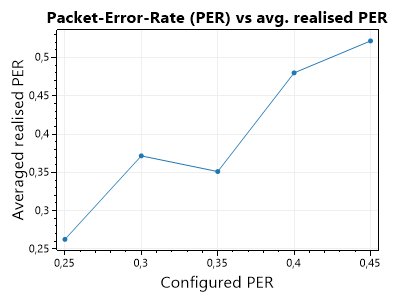 Packet-Error-Rate (PER) vs avg. realised PER
Averaged realised PER
0,5
0,45
0,4
0,35
0,3
0,25
0,25 0,3 0,35 0,4 0,45
Configured PER